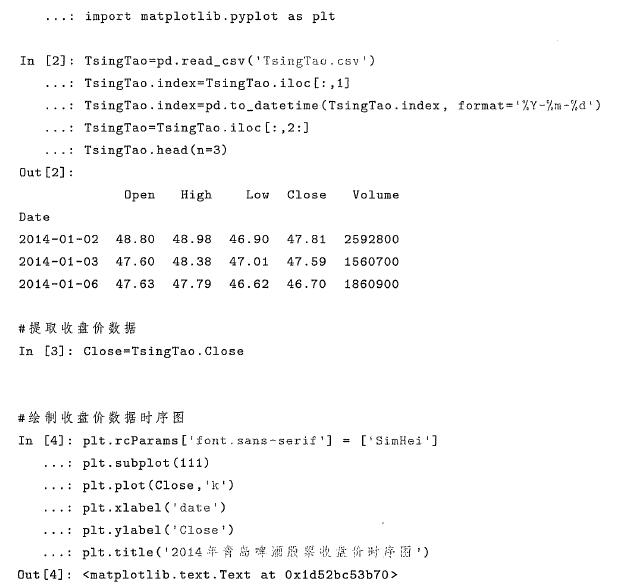 ...: import matplotlib.pyplot as plt
In [2]: TsingTao=pd.read_csv('TsingTao.csv')
...: TsingTao.index=TsingTao.iloc[:,1]
...: TsingTao.index=pd.to_datetime(TsingTao.index, format='%Y-%m-%d')
...: TsingTao=TsingTao.iloc[:,2:]
...: TsingTao.head(n=3)
Out[2]:
Open High Low Close Volume
Date
2014-01-02 48.80 48.98 46.90 47.81 2592800
2014-01-03 47.60 48.38 47.01 47.59 1560700
2014-01-06 47.63 47.79 46.62 46.70 1860900
#提取收盘价数据
In [3]: Close=TsingTao.Close
#绘制收盘价数据时序图
In [4]: plt.rcParams['font.sans-serif'] = ['SimHei']
...: plt.subplot(111)
...: plt.plot(Close,'k')
...: plt.xlabel('date')
...: plt.ylabel('Close')
...: plt.title('2014年青岛啤酒股票收盘价时序图')
Out[4]: <matplotlib.text.Text at 0x1d52bc53b70>